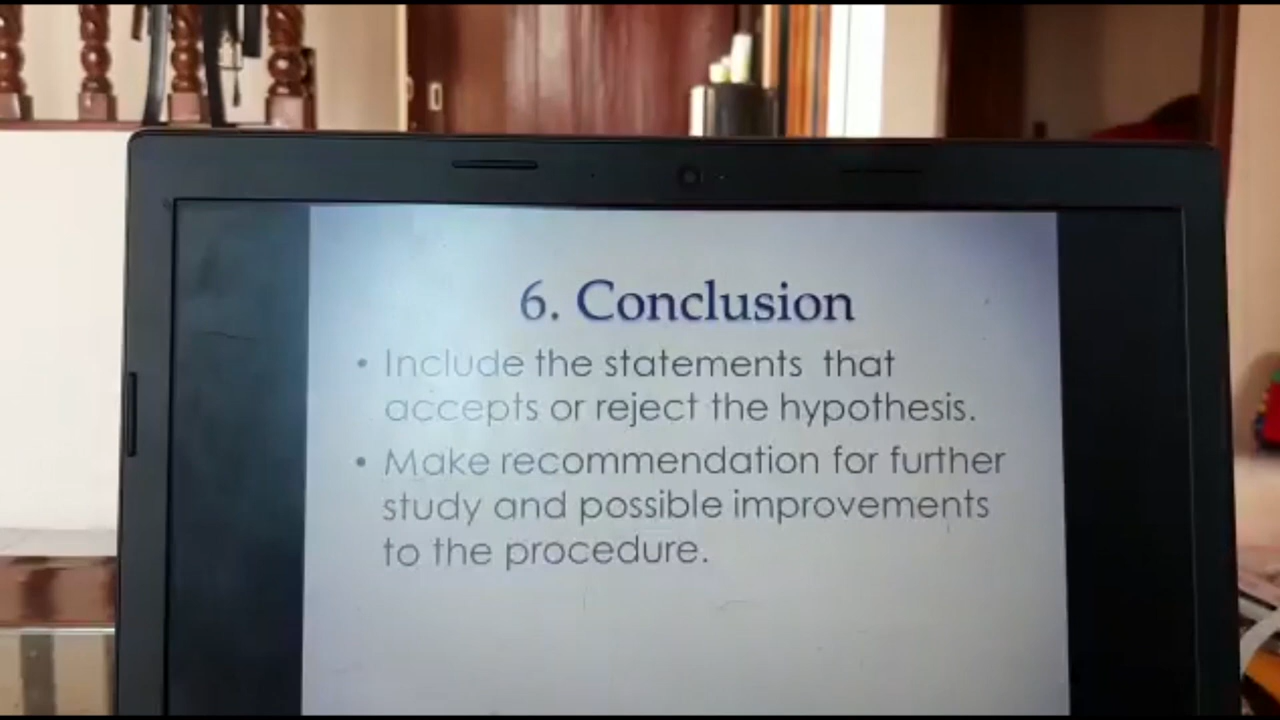 6. Conclusion
• Include the statements that
accepts or reject the hypothesis.
• Make recommendation for further
study and possible improvements
to the procedure.